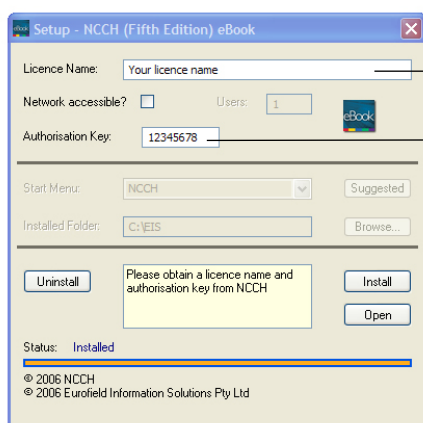 eBook Setup - NCCH (Fifth Edition) eBook
Licence Name: Your licence name
Network accessible? Users: 1
eBook
Authorisation Key: 12345678
Start Menu: NCCH Suggested
Installed Folder: C:\EIS Browse...
Uninstall Please obtain a licence name and Install
authorisation key from NCCH
Open
Status: Installed
© 2006 NCCH
© 2006 Eurofield Information Solutions Pty Ltd